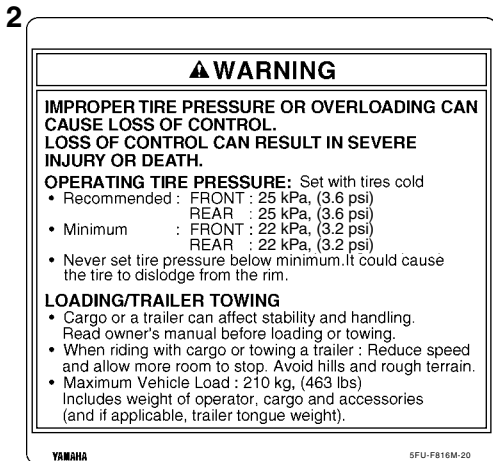 2
⚠WARNING
IMPROPER TIRE PRESSURE OR OVERLOADING CAN
CAUSE LOSS OF CONTROL.
LOSS OF CONTROL CAN RESULT IN SEVERE
INJURY OR DEATH.
OPERATING TIRE PRESSURE: Set with tires cold
• Recommended : FRONT : 25 kPa, (3.6 psi)
REAR : 25 kPa, (3.6 psi)
• Minimum : FRONT : 22 kPa, (3.2 psi)
REAR : 22 kPa, (3.2 psi)
• Never set tire pressure below minimum.It could cause
the tire to dislodge from the rim.
LOADING/TRAILER TOWING
• Cargo or a trailer can affect stability and handling.
Read owner's manual before loading or towing.
• When riding with cargo or towing a trailer : Reduce speed
and allow more room to stop. Avoid hills and rough terrain.
• Maximum Vehicle Load : 210 kg, (463 lbs)
Includes weight of operator, cargo and accessories
(and if applicable, trailer tongue weight).
YAMAHA 5FU-F816M-20